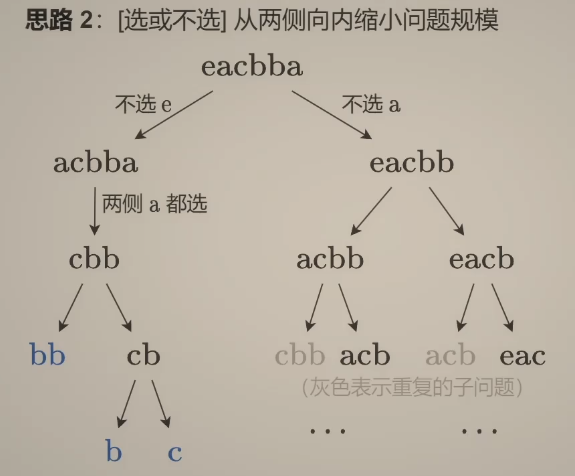 思路 2：[选或不选] 从两侧向内缩小问题规模
eacbba
不选 e 不选 a
acbba eacbb
两侧 a 都选
cbb acbb eacb
bb cb cbb acb acb eac
（灰色表示重复的子问题）
b c ··· ···